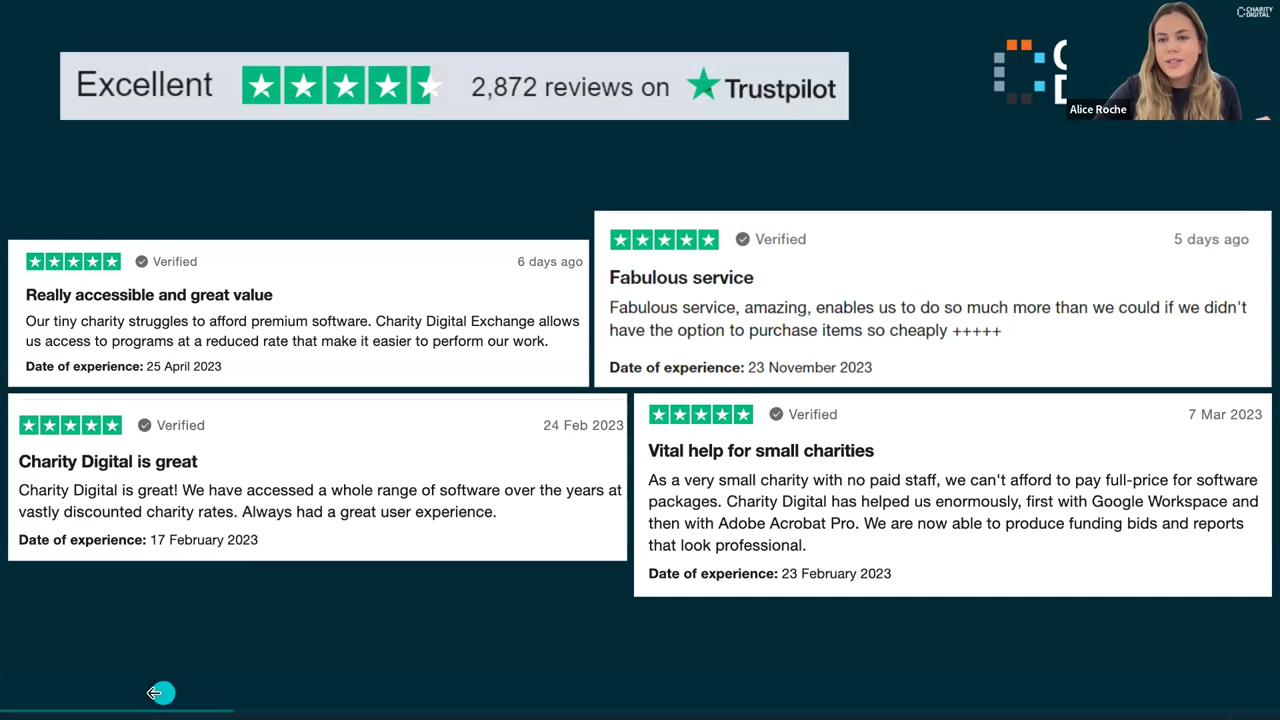 Excellent
2,872 reviews on
Trustpilot
CHARITY
DIGITAL
C
D
Alice Roche
Verified
6 days ago
Really accessible and great value
Our tiny charity struggles to afford premium software. Charity Digital Exchange allows
us access to programs at a reduced rate that make it easier to perform our work.
Date of experience: 25 April 2023
Verified
5 days ago
Fabulous service
Fabulous service, amazing, enables us to do so much more than we could if we didn't
have the option to purchase items so cheaply +++++
Date of experience: 23 November 2023
Verified
24 Feb 2023
Charity Digital is great
Charity Digital is great! We have accessed a whole range of software over the years at
vastly discounted charity rates. Always had a great user experience.
Date of experience: 17 February 2023
Verified
7 Mar 2023
Vital help for small charities
As a very small charity with no paid staff, we can't afford to pay full-price for software
packages. Charity Digital has helped us enormously, first with Google Workspace and
then with Adobe Acrobat Pro. We are now able to produce funding bids and reports
that look professional.
Date of experience: 23 February 2023